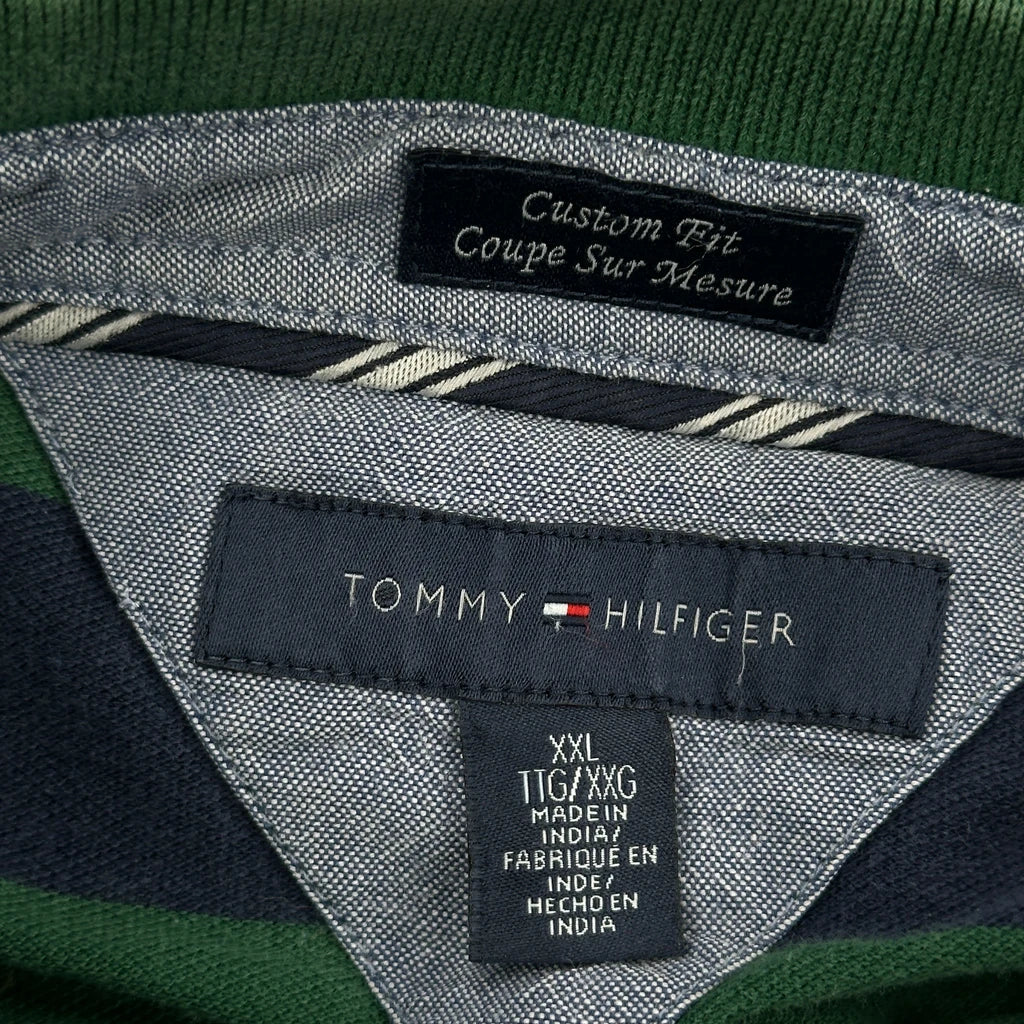 Custom Fit
Coupe Sur Mesure
TOMMY HILFIGER
XXL
TTG/XXG
MADE IN
INDIA/
FABRIQUÉ EN
INDE/
HECHO EN
INDIA